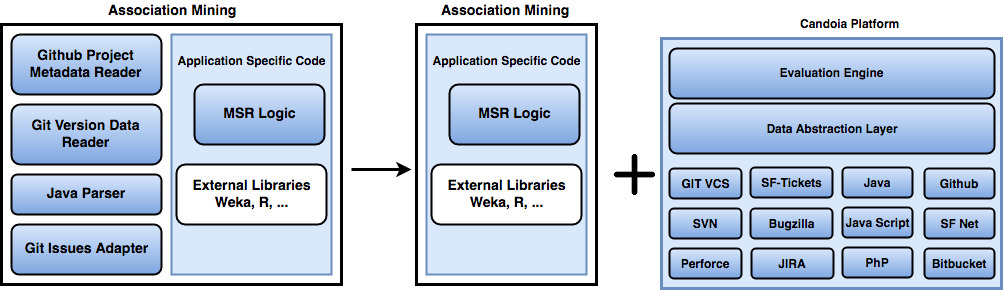 Association Mining
Github Project
Metadata Reader
Git Version Data
Reader
Java Parser
Git Issues Adapter
Application Specific Code
MSR Logic
External Libraries
Weka, R, ...
Association Mining
Application Specific Code
MSR Logic
External Libraries
Weka, R, ...
+
Candoia Platform
Evaluation Engine
Data Abstraction Layer
GIT VCS
SF-Tickets
Java
Github
SVN
Bugzilla
Java Script
SF Net
Perforce
JIRA
PhP
Bitbucket